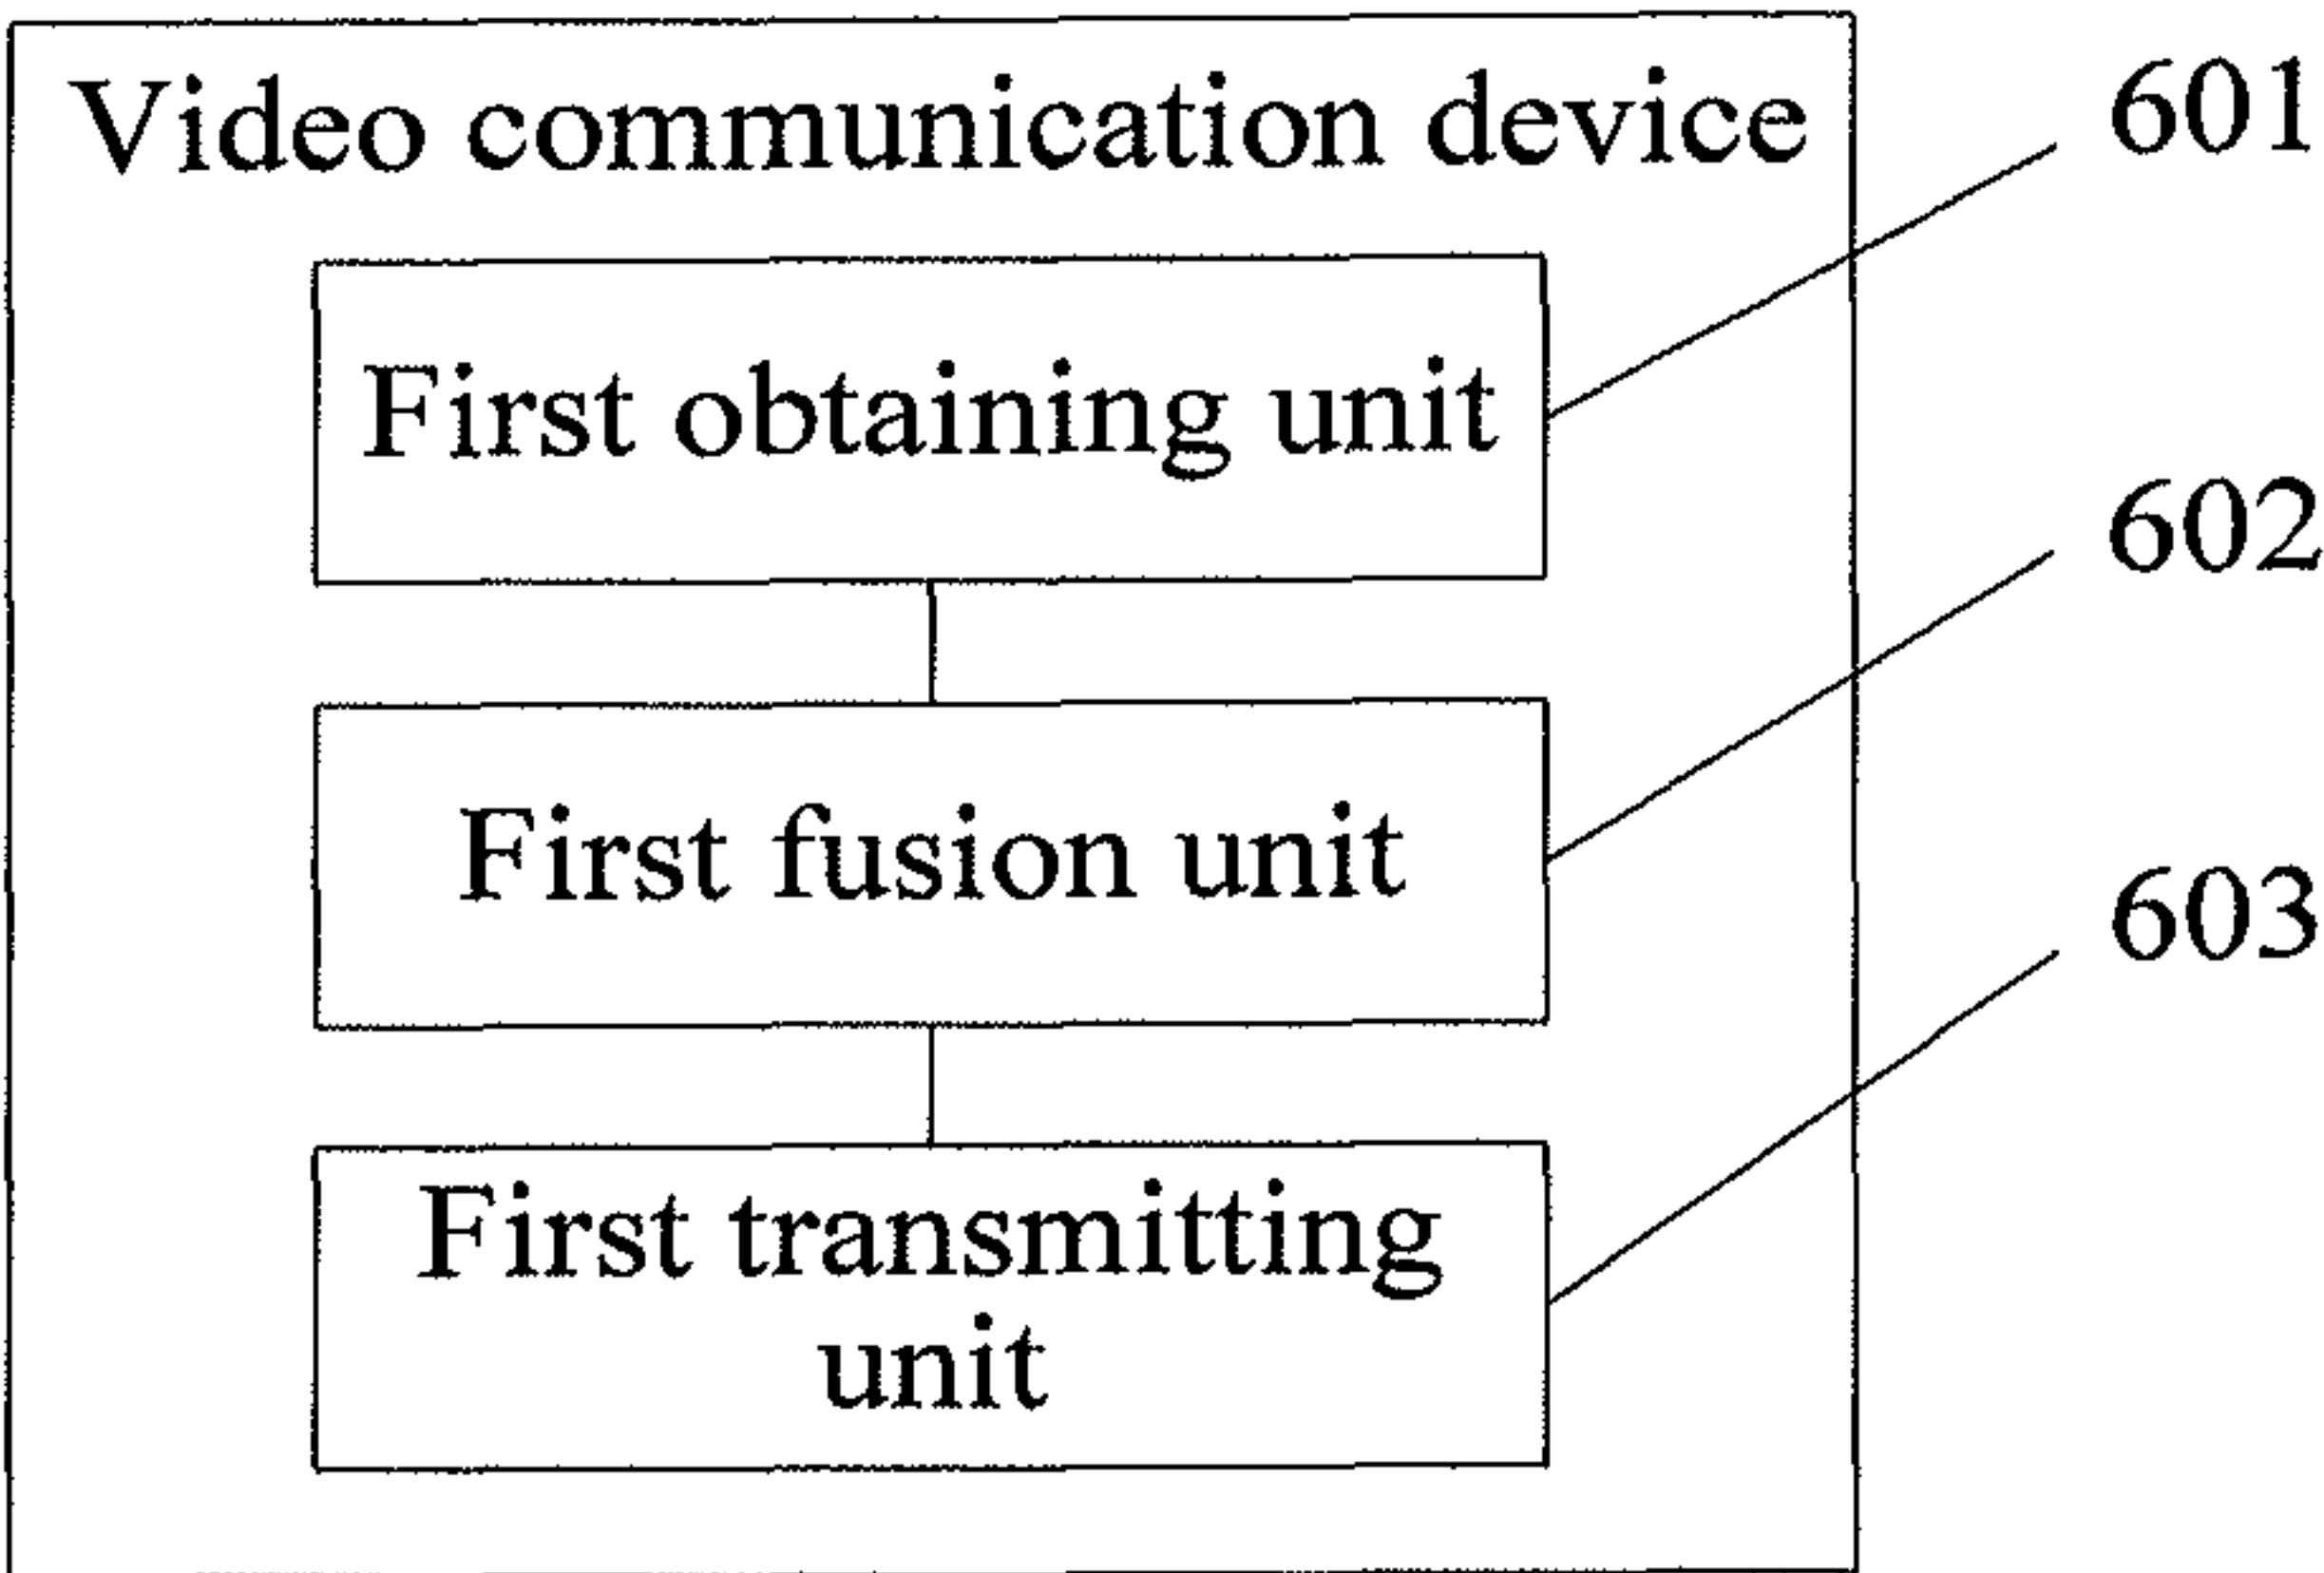 Video communication device
601
First obtaining unit
602
First fusion unit
603
First transmitting
unit